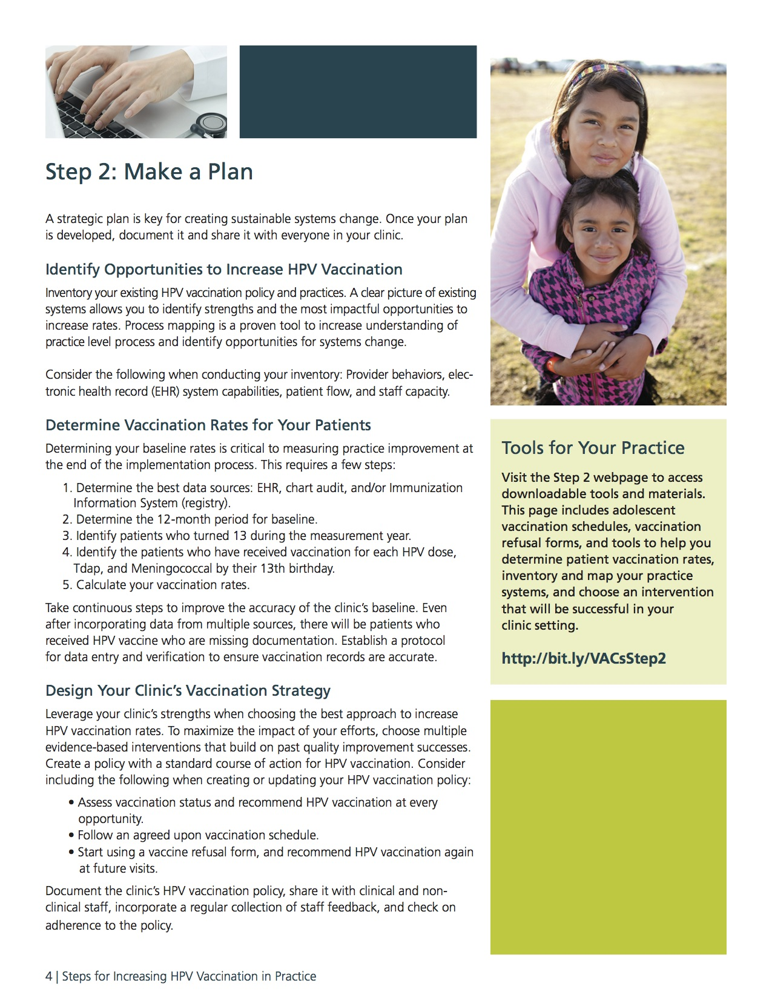 Step 2: Make a Plan
A strategic plan is key for creating sustainable systems change. Once your plan
is developed, document it and share it with everyone in your clinic.
Identify Opportunities to Increase HPV Vaccination
Inventory your existing HPV vaccination policy and practices. A clear picture of existing
systems allows you to identify strengths and the most impactful opportunities to
increase rates. Process mapping is a proven tool to increase understanding of
practice level process and identify opportunities for systems change.
Consider the following when conducting your inventory: Provider behaviors, elec-
tronic health record (EHR) system capabilities, patient flow, and staff capacity.
Determine Vaccination Rates for Your Patients
Determining your baseline rates is critical to measuring practice improvement at
the end of the implementation process. This requires a few steps:
1. Determine the best data sources: EHR, chart audit, and/or Immunization
Information System (registry).
2. Determine the 12-month period for baseline.
3. Identify patients who turned 13 during the measurement year.
4. Identify the patients who have received vaccination for each HPV dose,
Tdap, and Meningococcal by their 13th birthday.
5. Calculate your vaccination rates.
Take continuous steps to improve the accuracy of the clinic's baseline. Even
after incorporating data from multiple sources, there will be patients who
received HPV vaccine who are missing documentation. Establish a protocol
for data entry and verification to ensure vaccination records are accurate.
Design Your Clinic's Vaccination Strategy
Leverage your clinic's strengths when choosing the best approach to increase
HPV vaccination rates. To maximize the impact of your efforts, choose multiple
evidence-based interventions that build on past quality improvement successes.
Create a policy with a standard course of action for HPV vaccination. Consider
including the following when creating or updating your HPV vaccination policy:
• Assess vaccination status and recommend HPV vaccination at every
opportunity.
• Follow an agreed upon vaccination schedule.
• Start using a vaccine refusal form, and recommend HPV vaccination again
at future visits.
Document the clinic's HPV vaccination policy, share it with clinical and non-
clinical staff, incorporate a regular collection of staff feedback, and check on
adherence to the policy.
Tools for Your Practice
Visit the Step 2 webpage to access
downloadable tools and materials.
This page includes adolescent
vaccination schedules, vaccination
refusal forms, and tools to help you
determine patient vaccination rates,
inventory and map your practice
systems, and choose an intervention
that will be successful in your
clinic setting.
http://bit.ly/VACsStep2
4 | Steps for Increasing HPV Vaccination in Practice